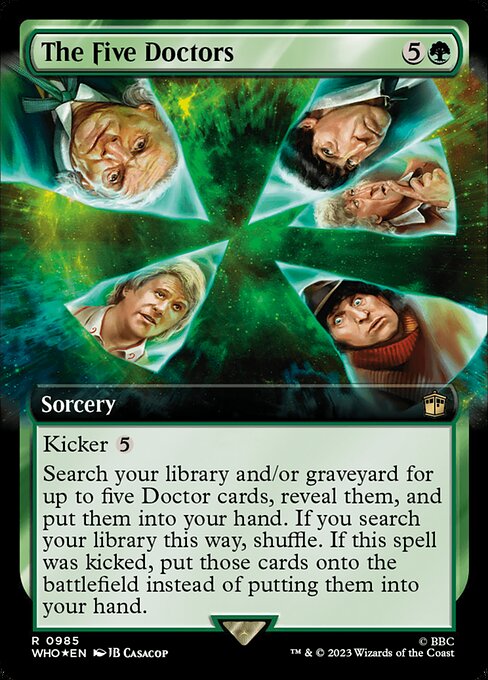 The Five Doctors 5
Sorcery
Kicker 5
Search your library and/or graveyard for
up to five Doctor cards, reveal them, and
put them into your hand. If you search
your library this way, shuffle. If this spell
was kicked, put those cards onto the
battlefield instead of putting them into
your hand.
R 0985
WHO★EN JB Casacop
© BBC
™ & © 2023 Wizards of the Coast